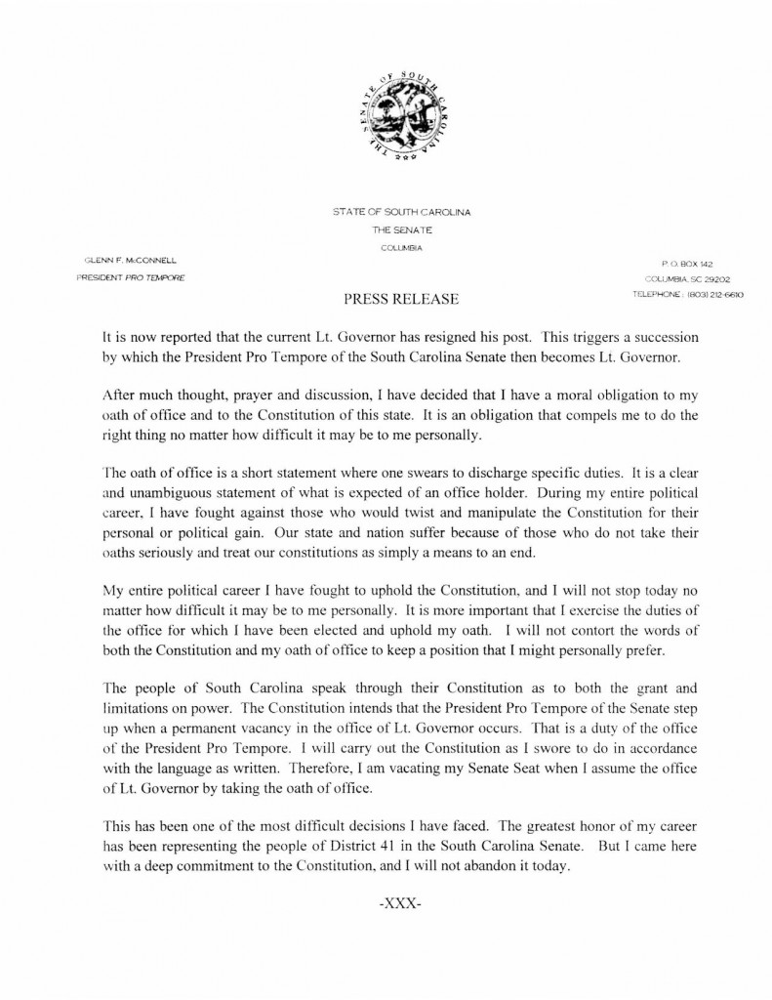 THE SENATE OF SOUTH CAROLINA
STATE OF SOUTH CAROLINA
THE SENATE
COLUMBIA
GLENN F. McCONNELL
PRESIDENT PRO TEMPORE
P. O. BOX 142
COLUMBIA, SC 29202
TELEPHONE : (803) 212-6610
PRESS RELEASE
It is now reported that the current Lt. Governor has resigned his post. This triggers a succession
by which the President Pro Tempore of the South Carolina Senate then becomes Lt. Governor.
After much thought, prayer and discussion, I have decided that I have a moral obligation to my
oath of office and to the Constitution of this state. It is an obligation that compels me to do the
right thing no matter how difficult it may be to me personally.
The oath of office is a short statement where one swears to discharge specific duties. It is a clear
and unambiguous statement of what is expected of an office holder. During my entire political
career, I have fought against those who would twist and manipulate the Constitution for their
personal or political gain. Our state and nation suffer because of those who do not take their
oaths seriously and treat our constitutions as simply a means to an end.
My entire political career I have fought to uphold the Constitution, and I will not stop today no
matter how difficult it may be to me personally. It is more important that I exercise the duties of
the office for which I have been elected and uphold my oath. I will not contort the words of
both the Constitution and my oath of office to keep a position that I might personally prefer.
The people of South Carolina speak through their Constitution as to both the grant and
limitations on power. The Constitution intends that the President Pro Tempore of the Senate step
up when a permanent vacancy in the office of Lt. Governor occurs. That is a duty of the office
of the President Pro Tempore. I will carry out the Constitution as I swore to do in accordance
with the language as written. Therefore, I am vacating my Senate Seat when I assume the office
of Lt. Governor by taking the oath of office.
This has been one of the most difficult decisions I have faced. The greatest honor of my career
has been representing the people of District 41 in the South Carolina Senate. But I came here
with a deep commitment to the Constitution, and I will not abandon it today.
-XXX-